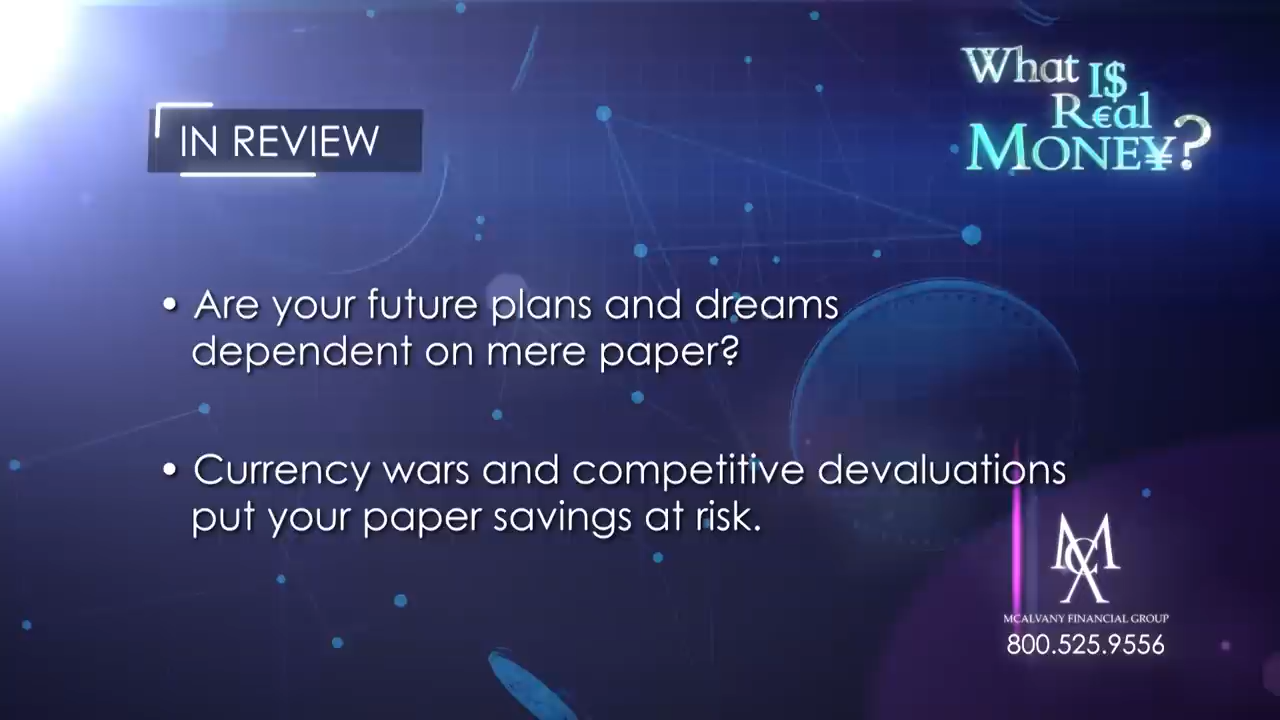 What I$
R€al
MONE¥?
IN REVIEW
• Are your future plans and dreams
dependent on mere paper?
• Currency wars and competitive devaluations
put your paper savings at risk.
MCA
MCALVANY FINANCIAL GROUP
800.525.9556